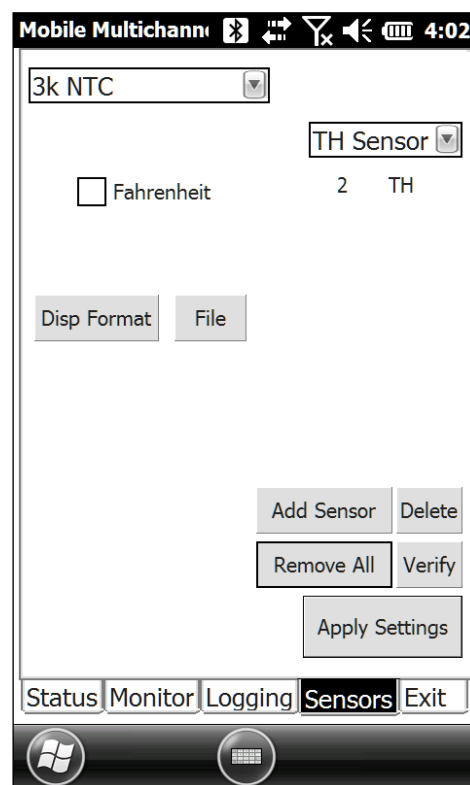 Mobile Multichann 4:02
3k NTC
TH Sensor
Fahrenheit 2 TH
Disp Format File
Add Sensor Delete
Remove All Verify
Apply Settings
Status Monitor Logging Sensors Exit